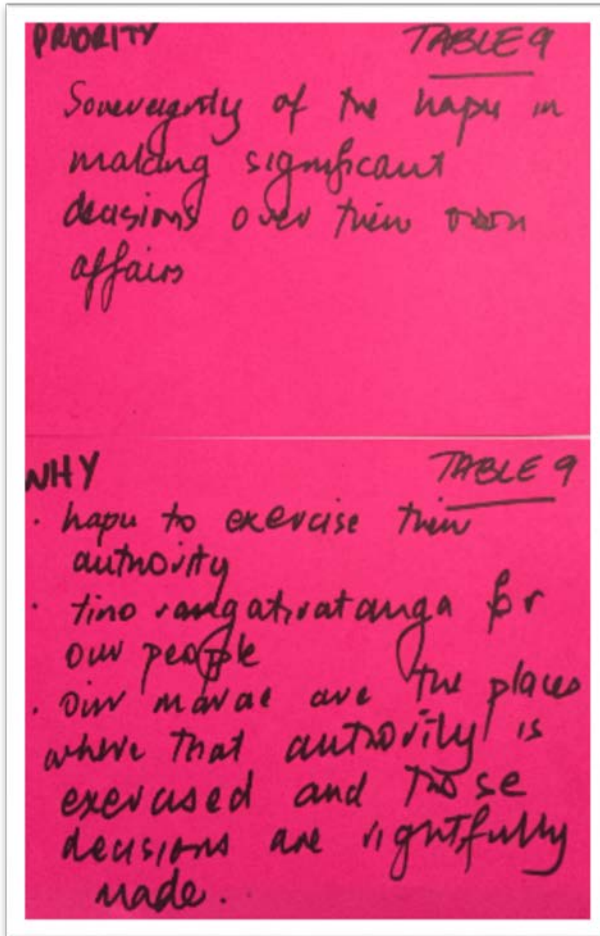 PRIORITY TABLE 9
Sovereignty of the hapu in
making significant
decisions over their own
affairs
WHY TABLE 9
· hapu to exercise their
authority
· tino rangatiratanga for
our people
· Our marae are the places
where that authority is
exercised and those
decisions are rightfully
made.